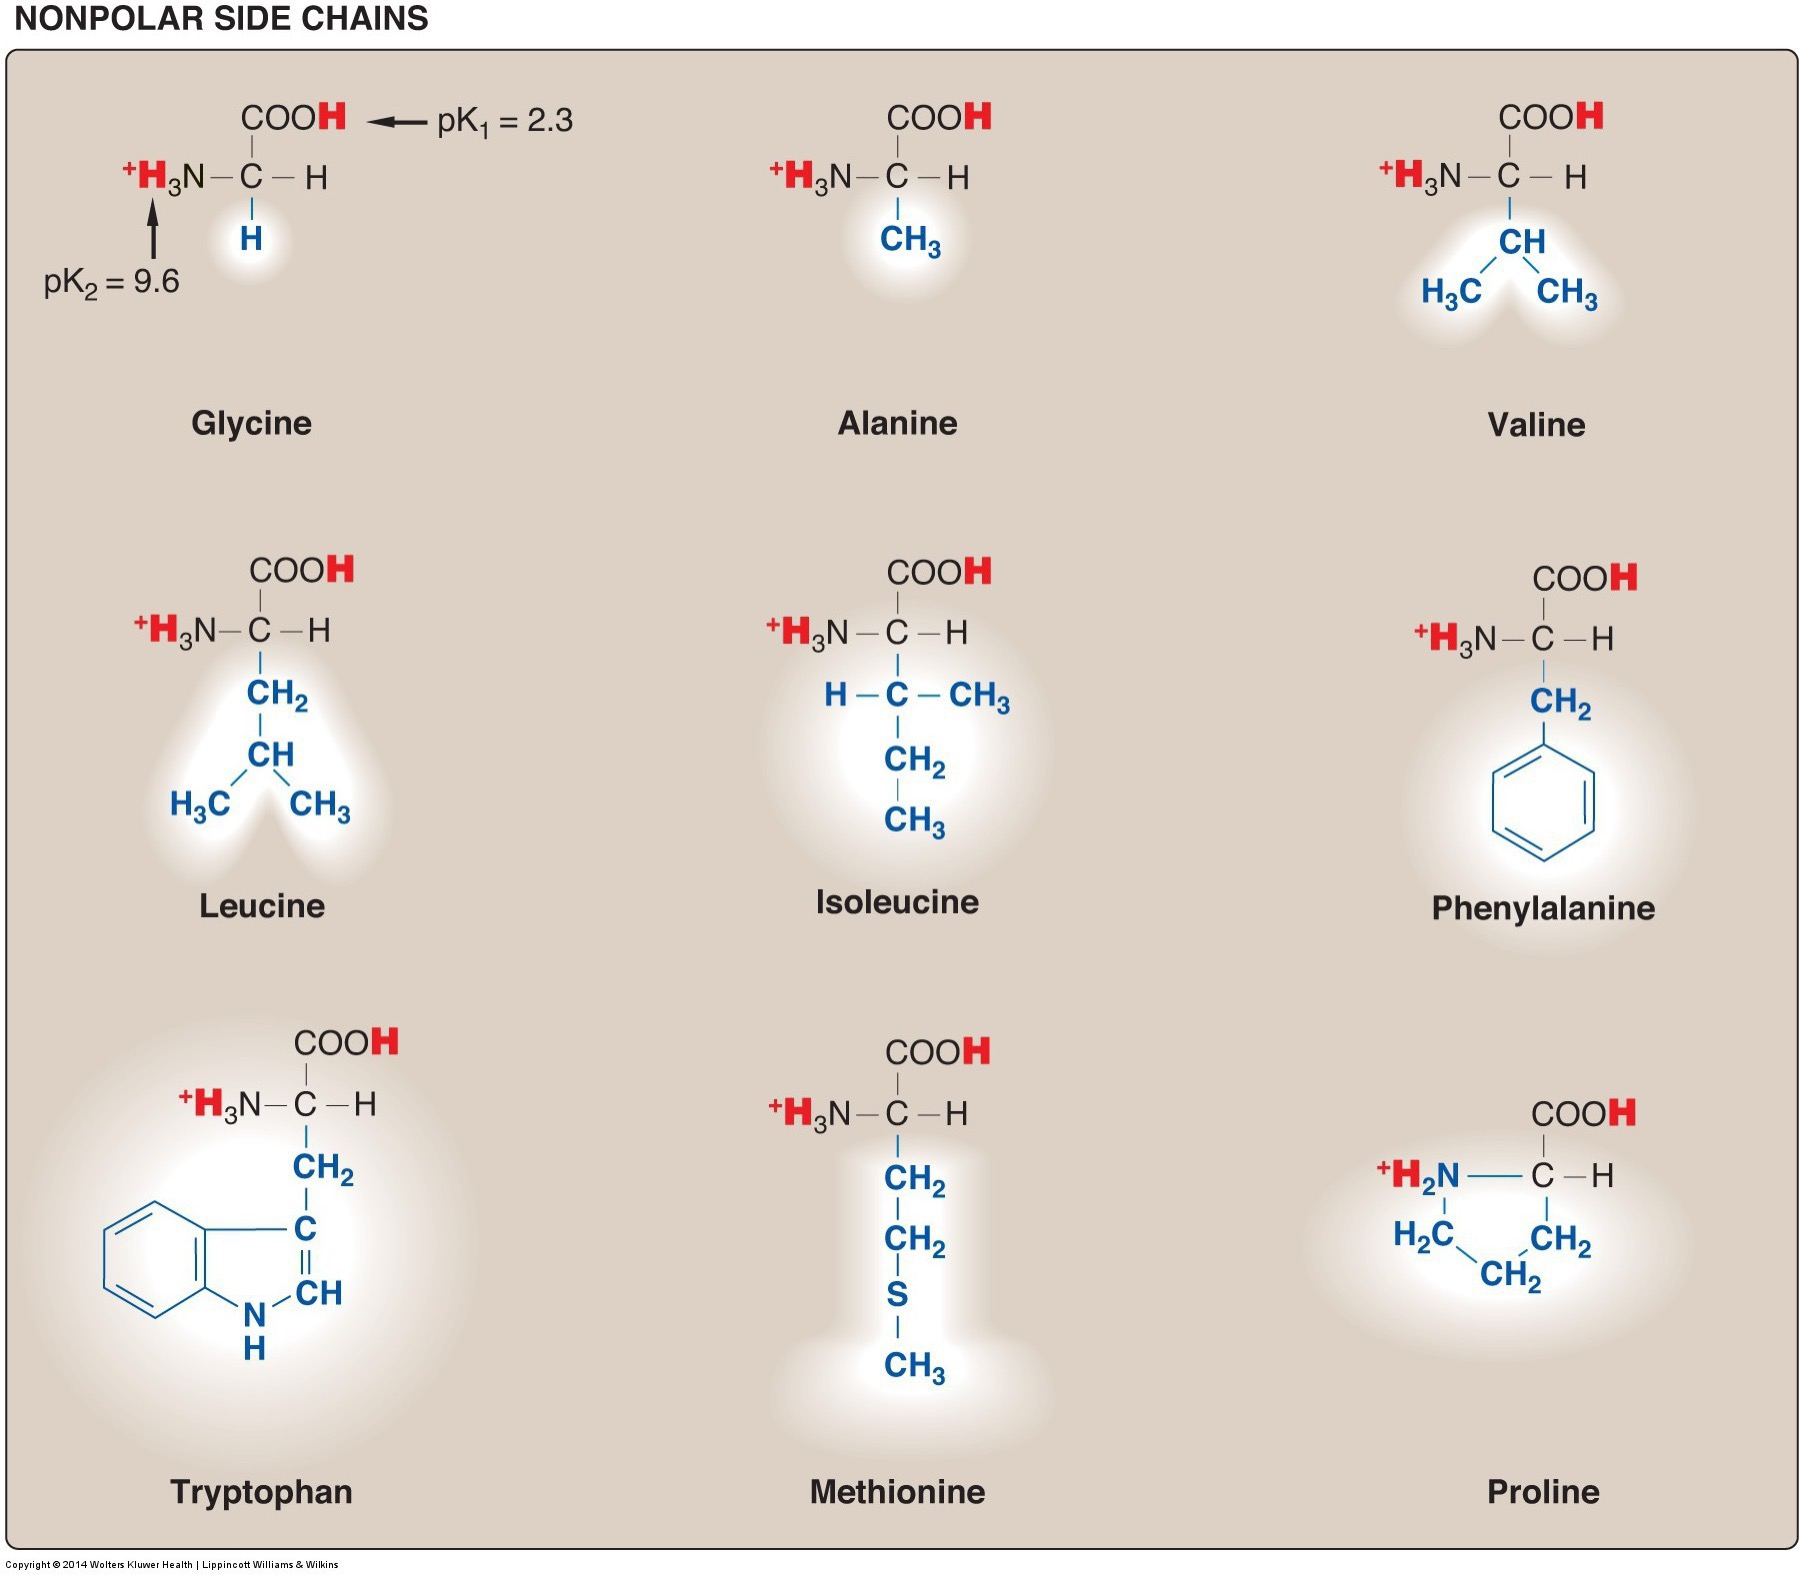 NONPOLAR SIDE CHAINS
COOH
pK1 = 2.3
+H3N – C – H
H
pK2 = 9.6
Glycine
COOH
+H3N – C – H
CH3
Alanine
COOH
+H3N – C – H
CH
H3C CH3
Valine
COOH
+H3N – C – H
CH2
CH
H3C CH3
Leucine
COOH
+H3N – C – H
H – C – CH3
CH2
CH3
Isoleucine
COOH
+H3N – C – H
CH2
Phenylalanine
COOH
+H3N – C – H
CH2
C
CH
N
H
Tryptophan
COOH
+H3N – C – H
CH2
CH2
S
CH3
Methionine
COOH
+H2N – C – H
H2C CH2
CH2
Proline
Copyright © 2014 Wolters Kluwer Health | Lippincott Williams & Wilkins